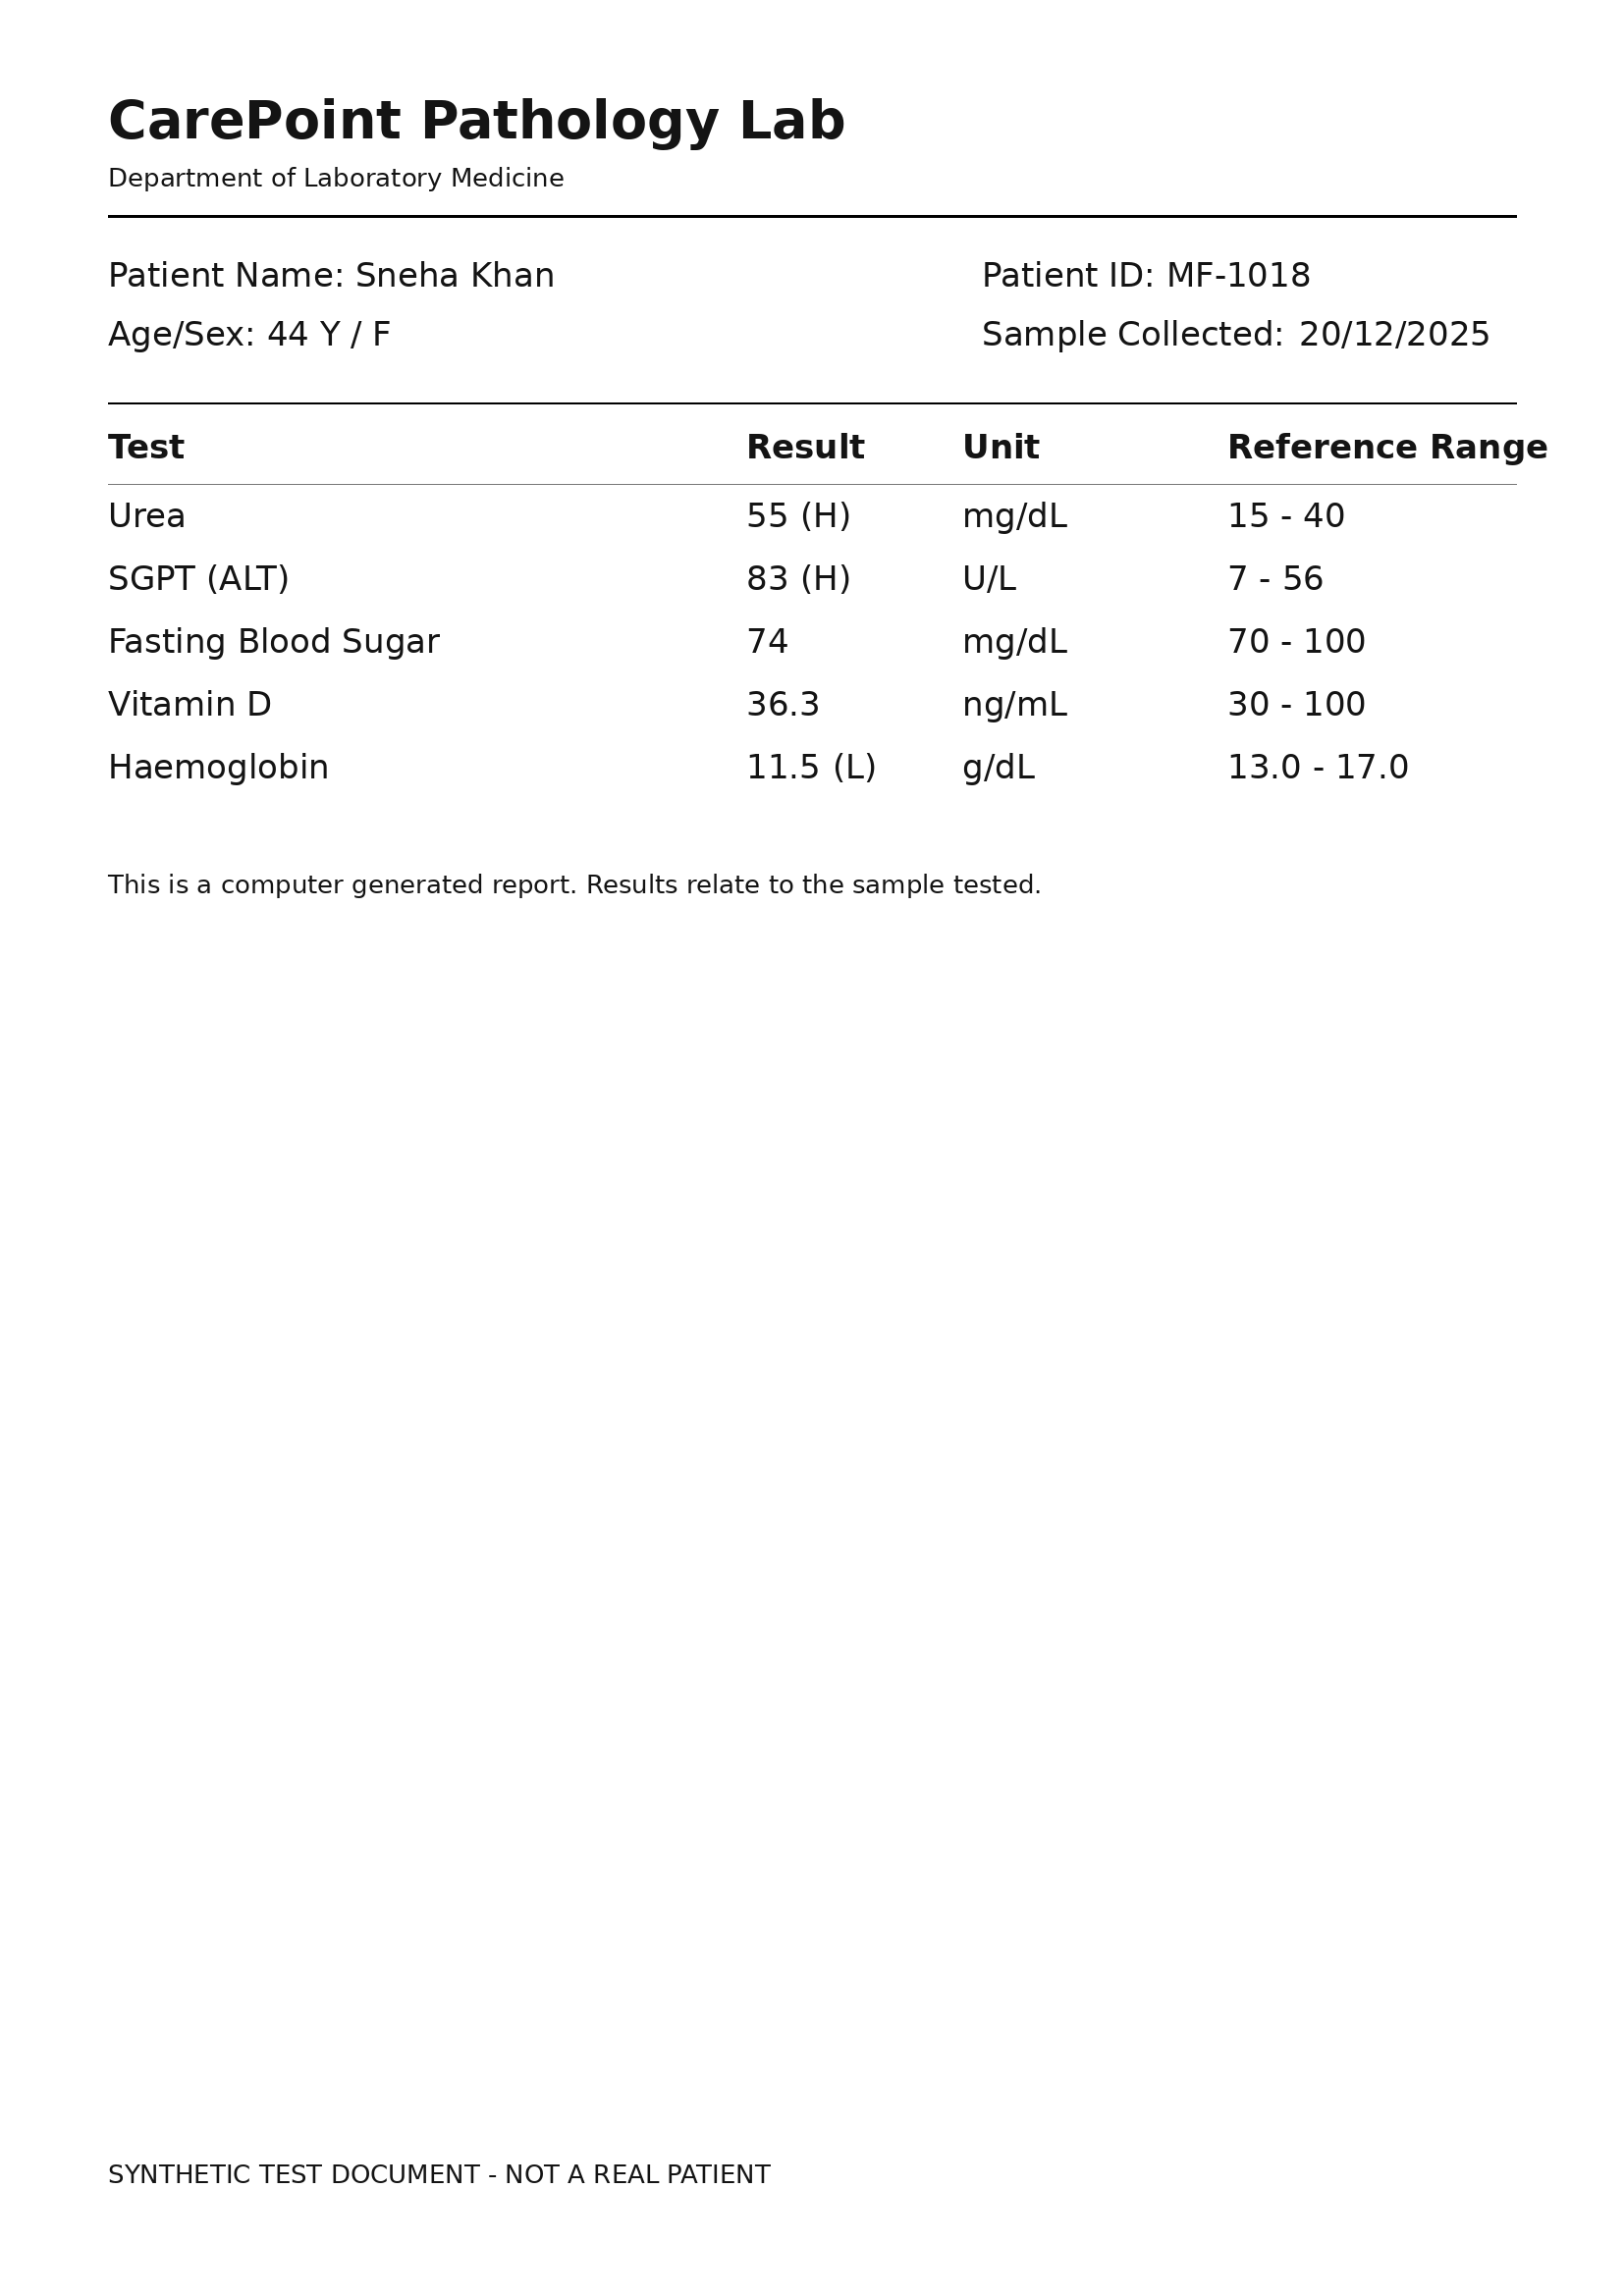 CarePoint Pathology Lab
Department of Laboratory Medicine
Patient Name: Sneha Khan Patient ID: MF-1018
Age/Sex: 44 Y / F Sample Collected: 20/12/2025
Test Result Unit Reference Range
Urea 55 (H) mg/dL 15 - 40
SGPT (ALT) 83 (H) U/L 7 - 56
Fasting Blood Sugar 74 mg/dL 70 - 100
Vitamin D 36.3 ng/mL 30 - 100
Haemoglobin 11.5 (L) g/dL 13.0 - 17.0
This is a computer generated report. Results relate to the sample tested.
SYNTHETIC TEST DOCUMENT - NOT A REAL PATIENT